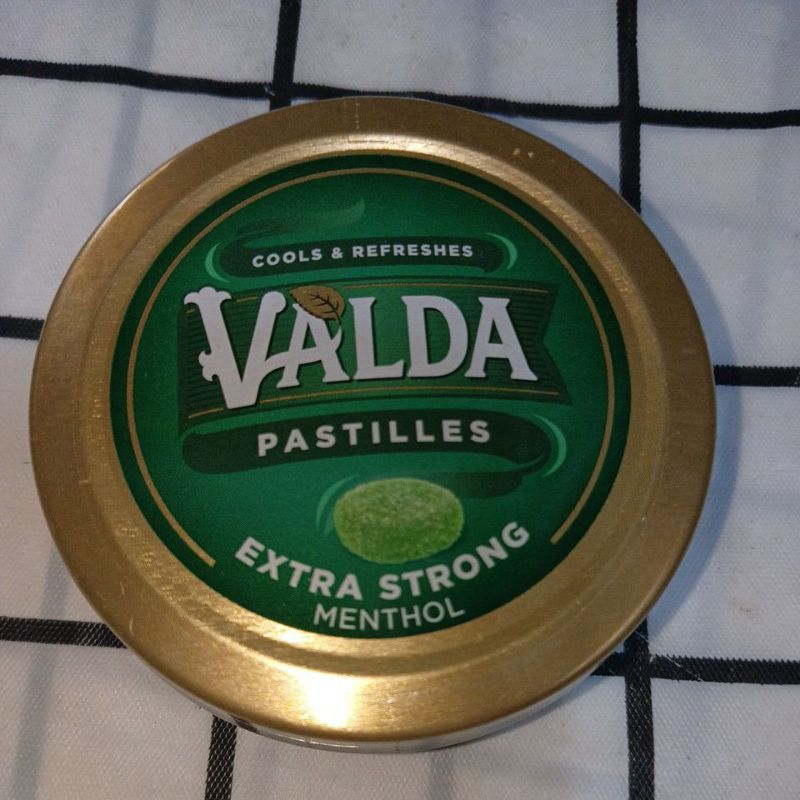 COOLS & REFRESHES
VALDA
PASTILLES
EXTRA STRONG
MENTHOL